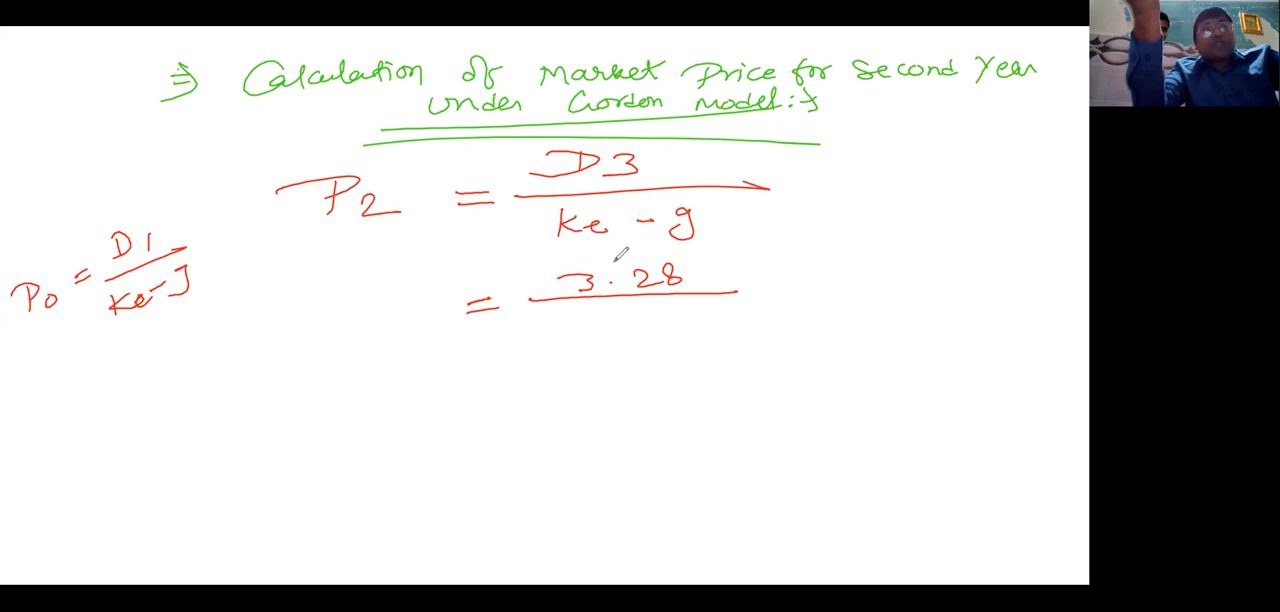 ⇒ Calculation of Market Price for Second Year
Under Gordon Model :→
P2 = D3 / Ke - g
P0 = D1 / Ke - g
= 3.28